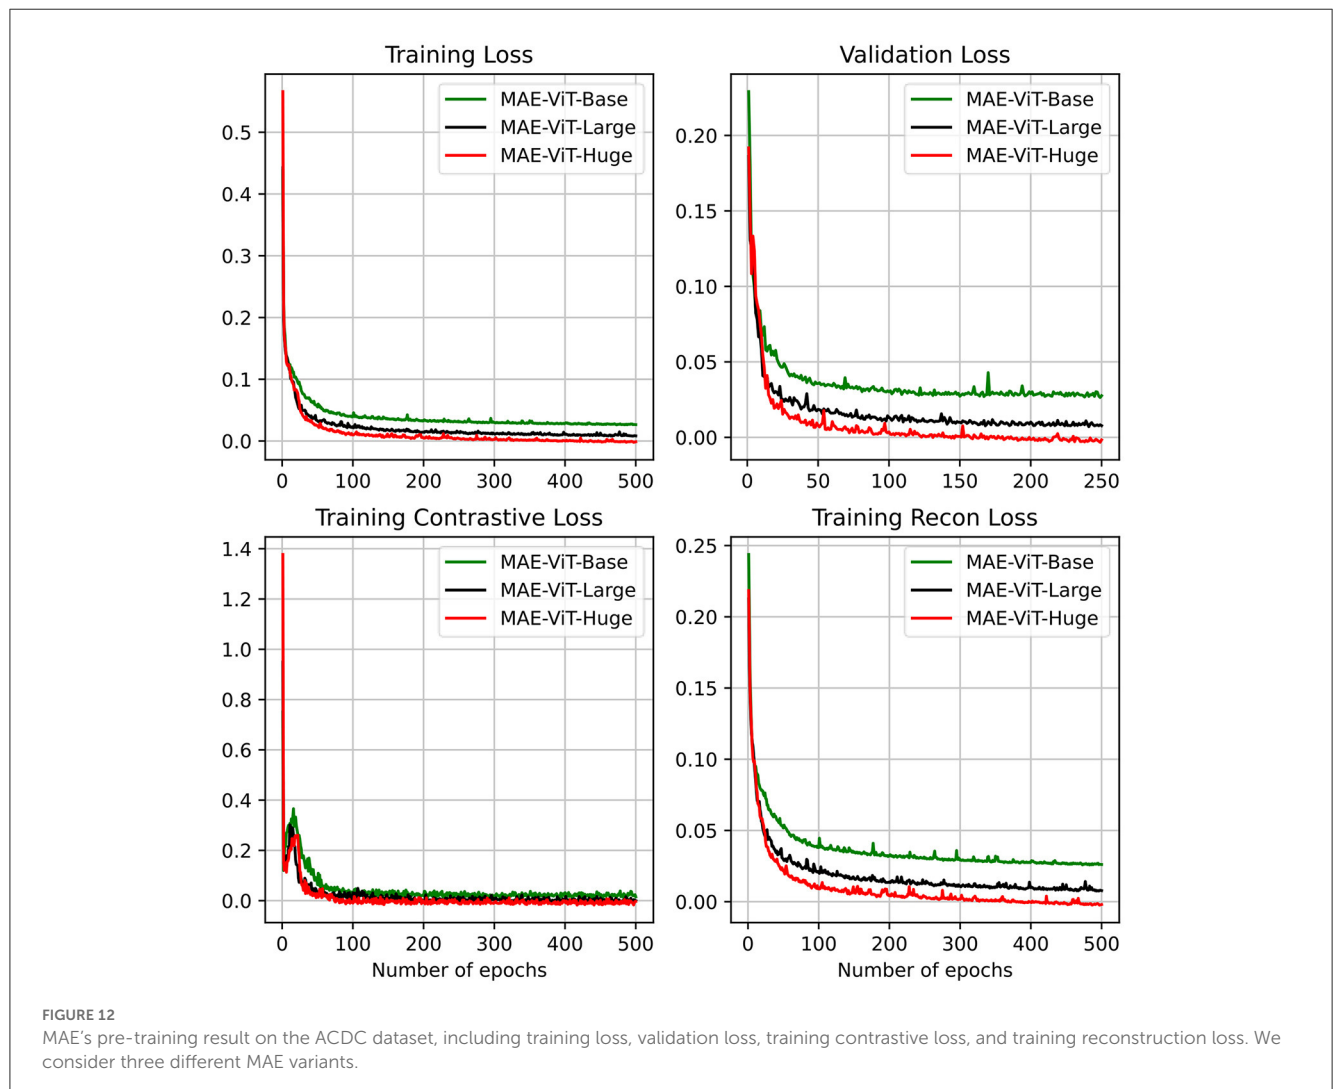 Training Loss
0.5
0.4
0.3
0.2
0.1
0.0
0 100 200 300 400 500
MAE-ViT-Base
MAE-ViT-Large
MAE-ViT-Huge
Validation Loss
0.20
0.15
0.10
0.05
0.00
0 50 100 150 200 250
MAE-ViT-Base
MAE-ViT-Large
MAE-ViT-Huge
Training Contrastive Loss
1.4
1.2
1.0
0.8
0.6
0.4
0.2
0.0
0 100 200 300 400 500
Number of epochs
MAE-ViT-Base
MAE-ViT-Large
MAE-ViT-Huge
Training Recon Loss
0.25
0.20
0.15
0.10
0.05
0.00
0 100 200 300 400 500
Number of epochs
MAE-ViT-Base
MAE-ViT-Large
MAE-ViT-Huge
FIGURE 12
MAE's pre-training result on the ACDC dataset, including training loss, validation loss, training contrastive loss, and training reconstruction loss. We
consider three different MAE variants.